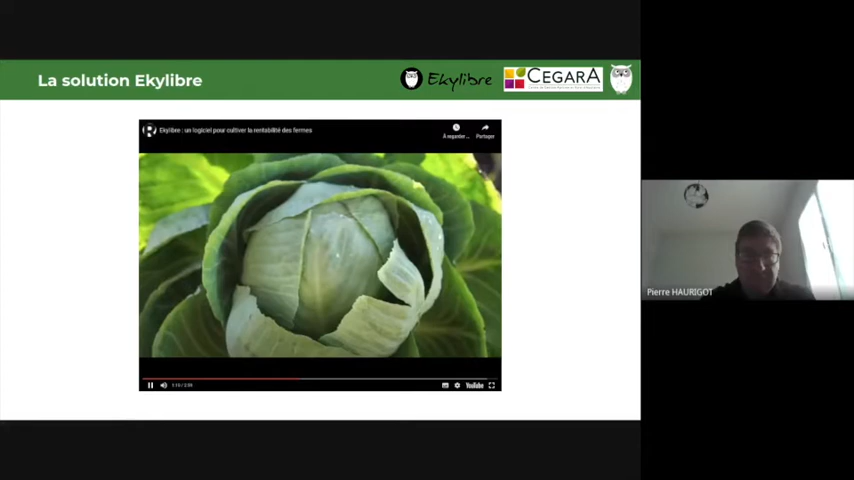 La solution Ekylibre
Ekylibre
CEGARA
Ekylibre : un logiciel pour cultiver la rentabilité des fermes
À regarder ...
Partager
Pierre HAURIGOT
YouTube